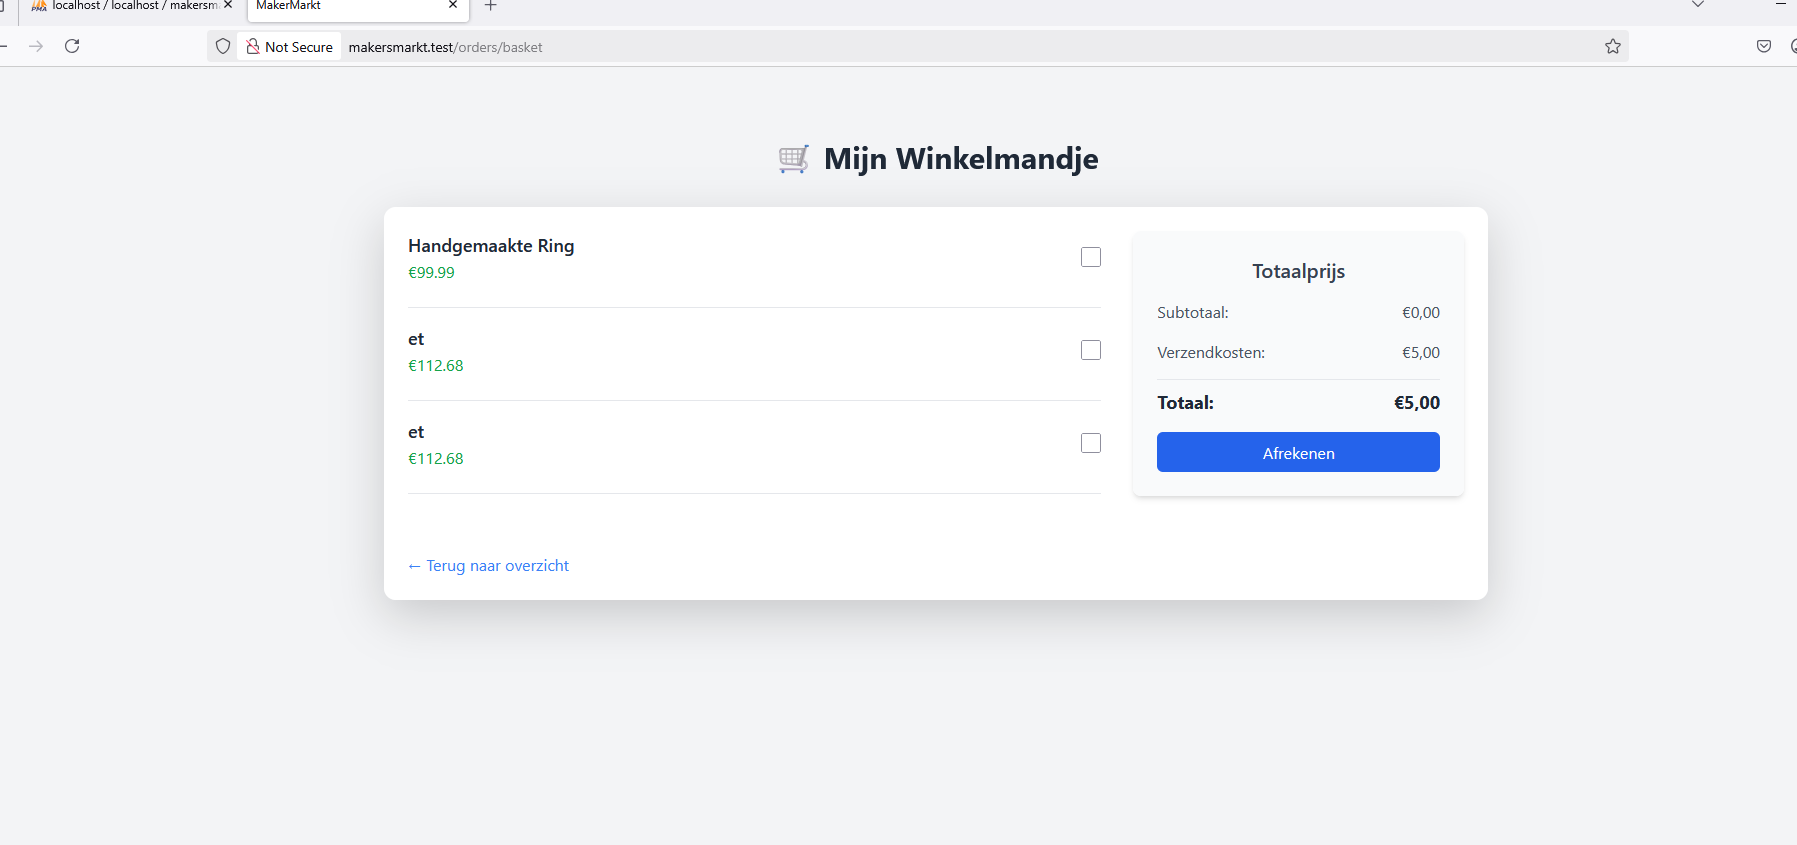 localhost / localhost / makersm
MakerMarkt
Not Secure
makersmarkt.test/orders/basket
Mijn Winkelmandje
Handgemaakte Ring
€99.99
et
€112.68
et
€112.68
← Terug naar overzicht
Totaalprijs
Subtotaal: €0,00
Verzendkosten: €5,00
Totaal: €5,00
Afrekenen